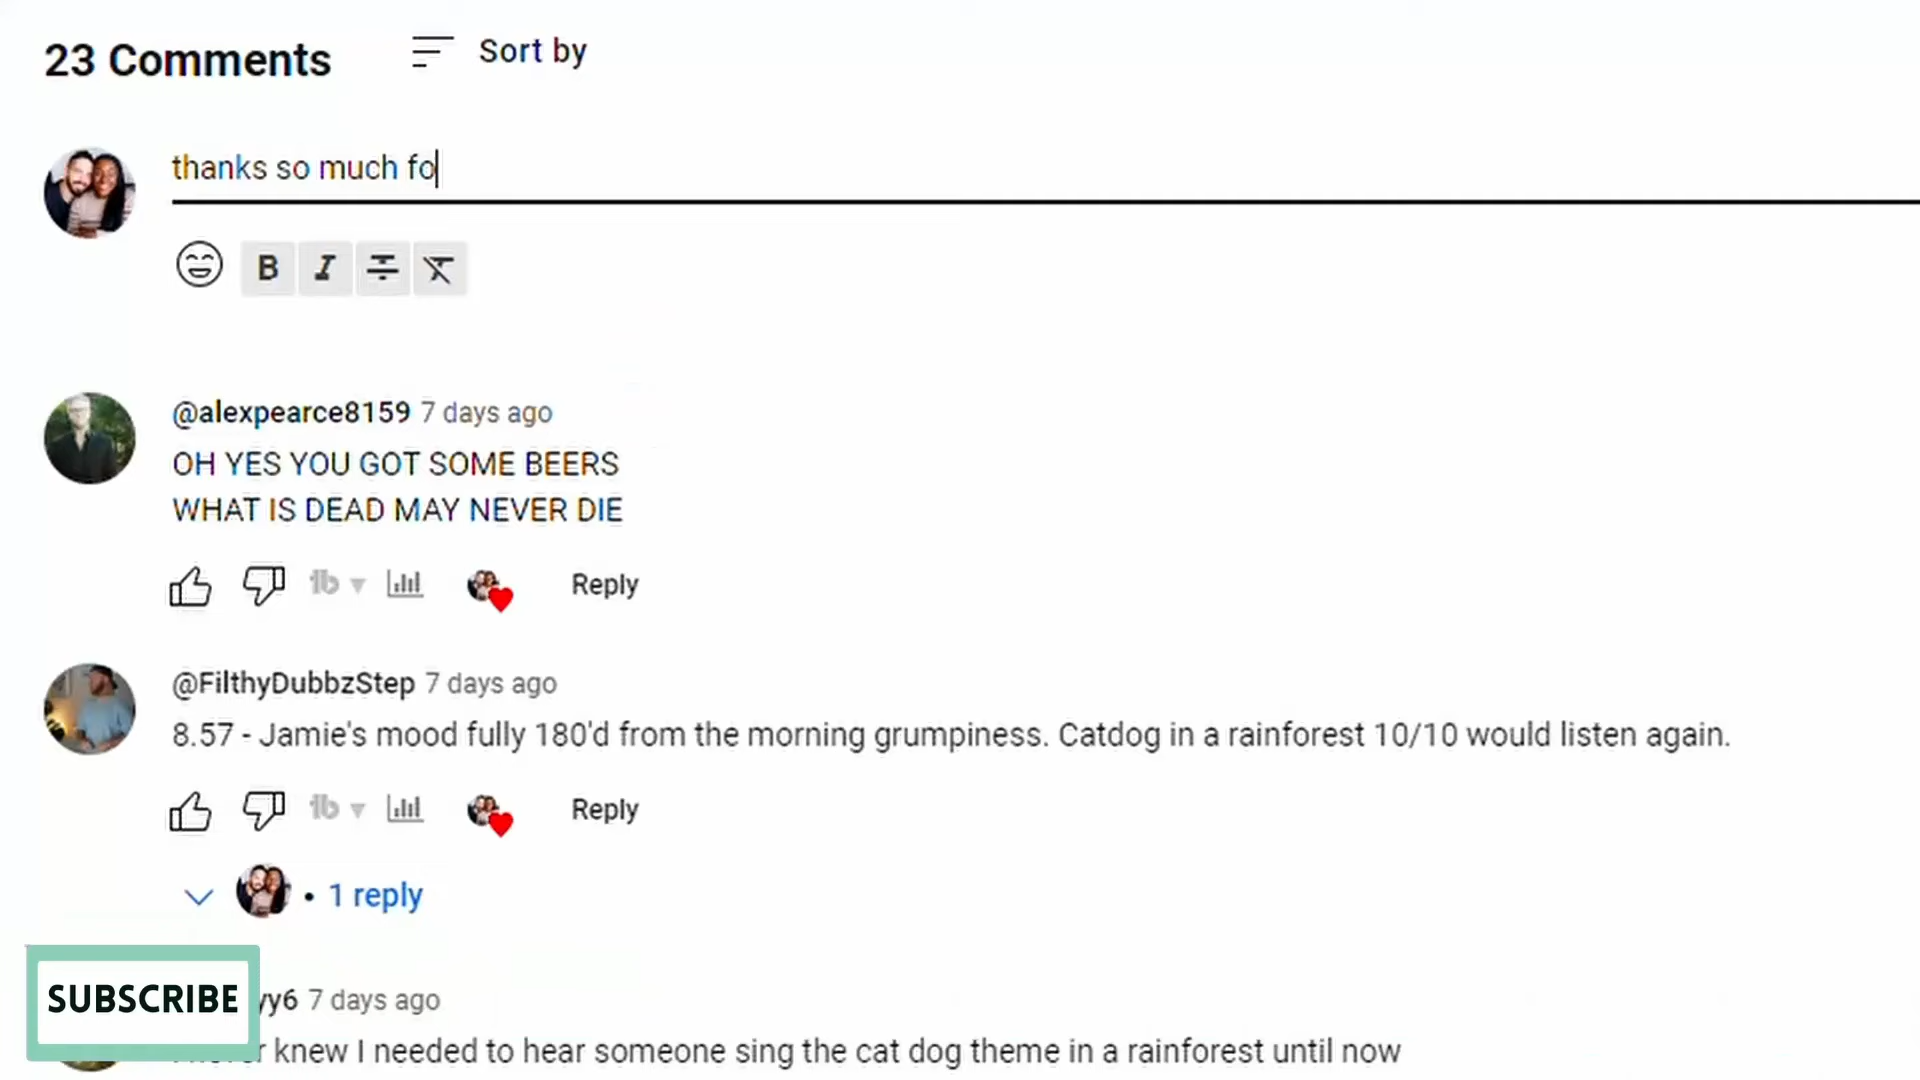 23 Comments
Sort by
thanks so much fo
B I
@alexpearce8159 7 days ago
OH YES YOU GOT SOME BEERS
WHAT IS DEAD MAY NEVER DIE
Reply
@FilthyDubbzStep 7 days ago
8.57 - Jamie's mood fully 180'd from the morning grumpiness. Catdog in a rainforest 10/10 would listen again.
Reply
• 1 reply
SUBSCRIBE
yy6 7 days ago
knew I needed to hear someone sing the cat dog theme in a rainforest until now